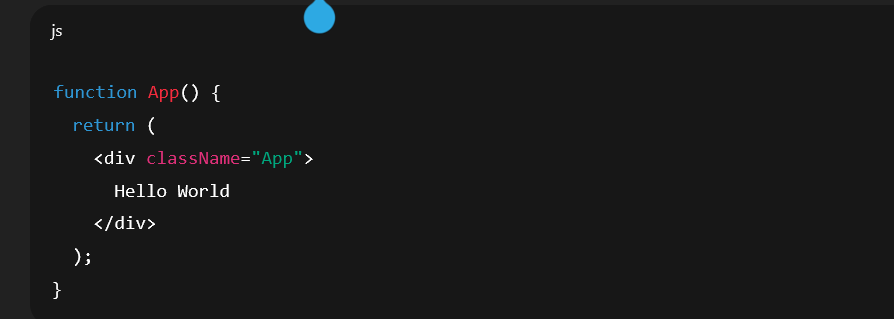 js
function App() {
  return (
    <div className="App">
      Hello World
    </div>
  );
}